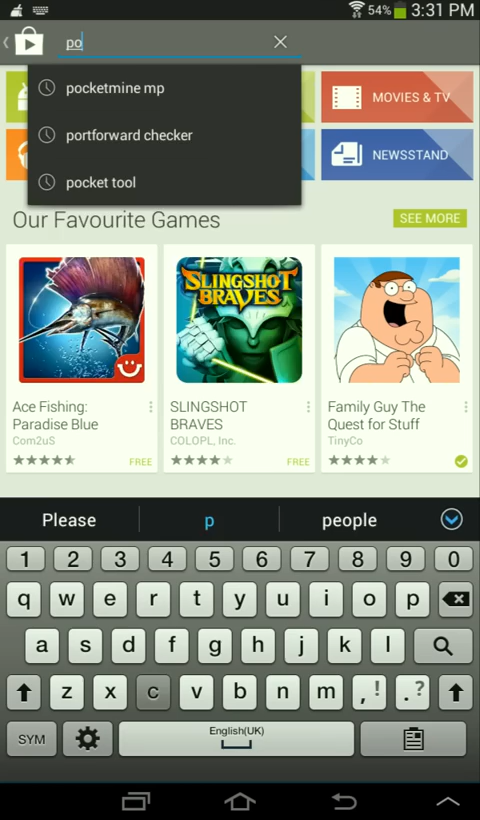 54% 3:31 PM
po
pocketmine mp
portforward checker
pocket tool
MOVIES & TV
NEWSSTAND
Our Favourite Games
SEE MORE
SLINGSHOT
BRAVES
Ace Fishing:
Paradise Blue
Com2uS
FREE
SLINGSHOT
BRAVES
COLOPL, Inc.
FREE
Family Guy The
Quest for Stuff
TinyCo
Please p people
1 2 3 4 5 6 7 8 9 0
q w e r t y u i o p
a s d f g h j k l
z x c v b n m , ! . ?
SYM English(UK)